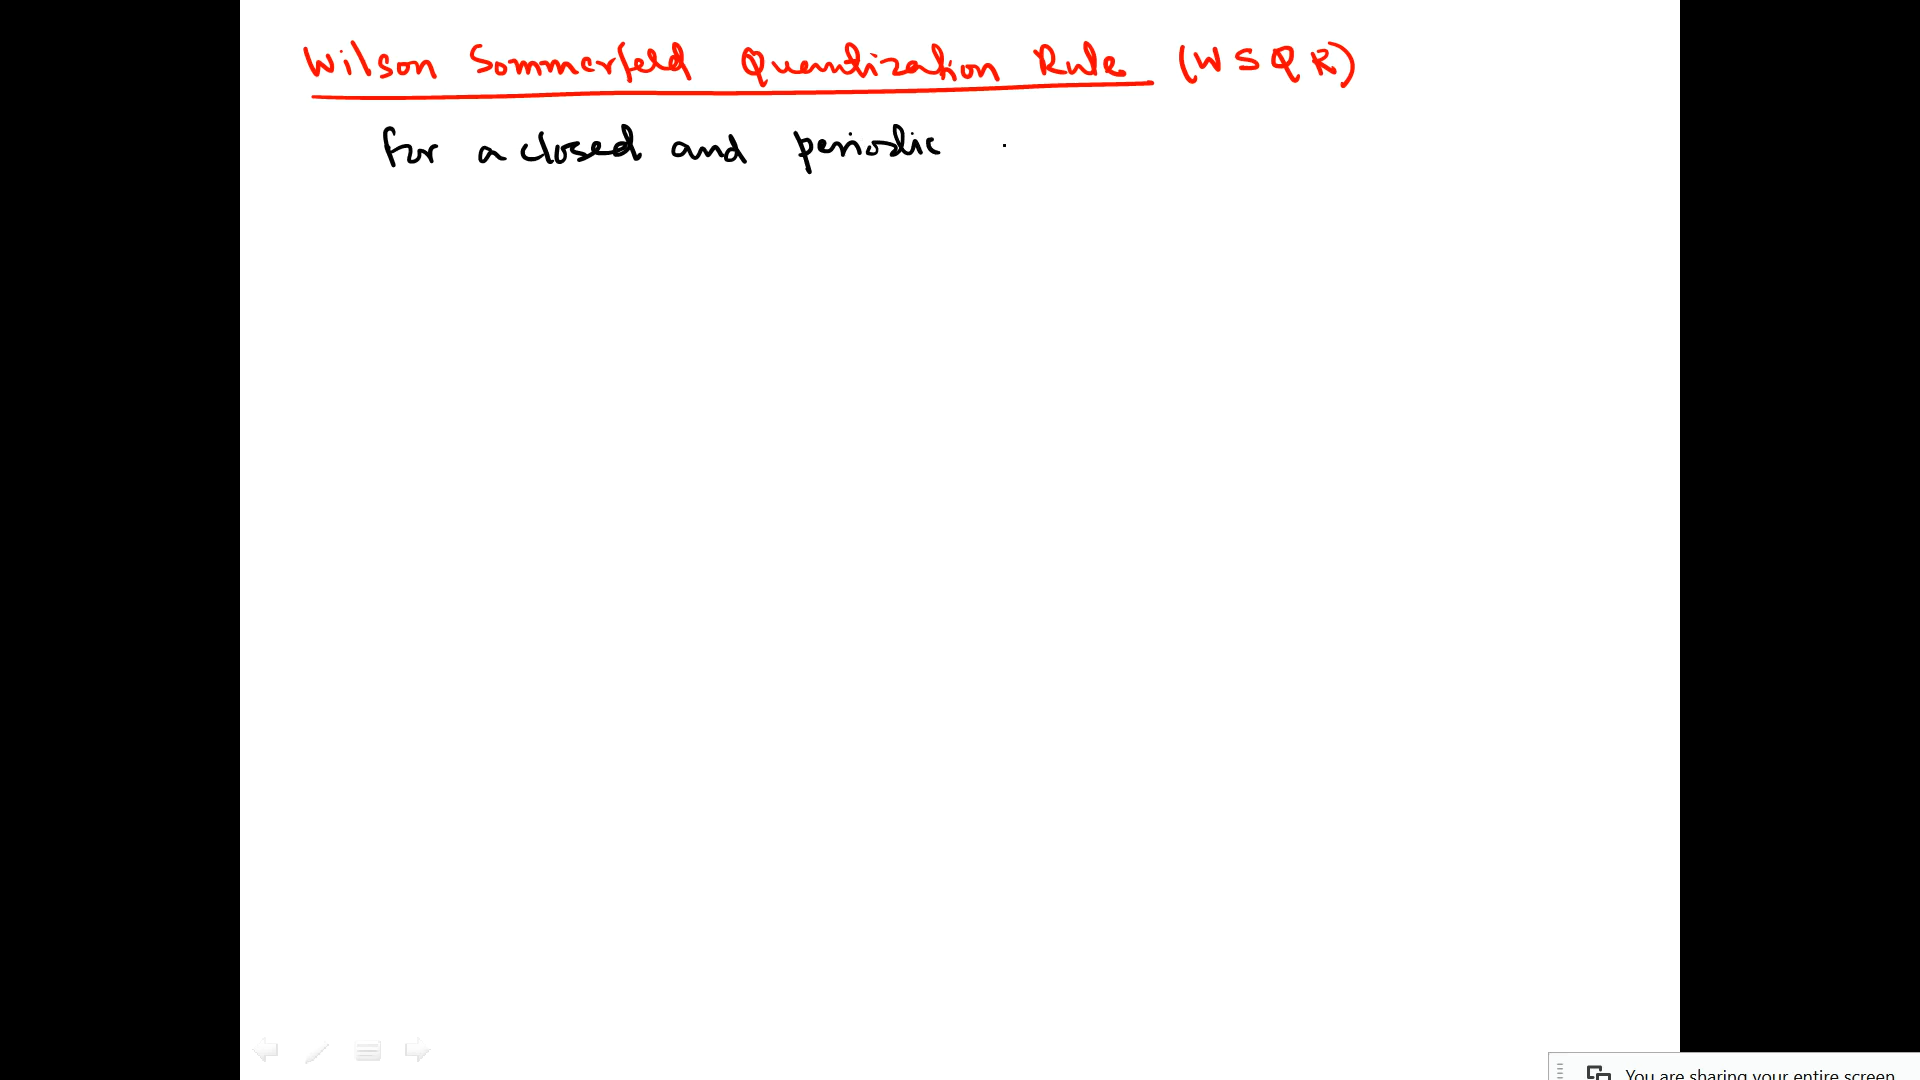 Wilson Sommerfeld Quantization Rule (WSQR)
for a closed and periodic
You are sharing your entire screen